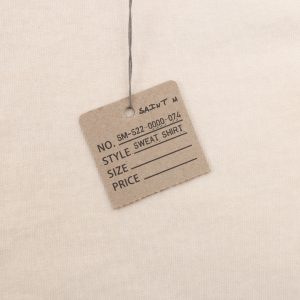 SAINT M
NO. SM-S22-0000-074
STYLE SWEAT SHIRT
SIZE
PRICE